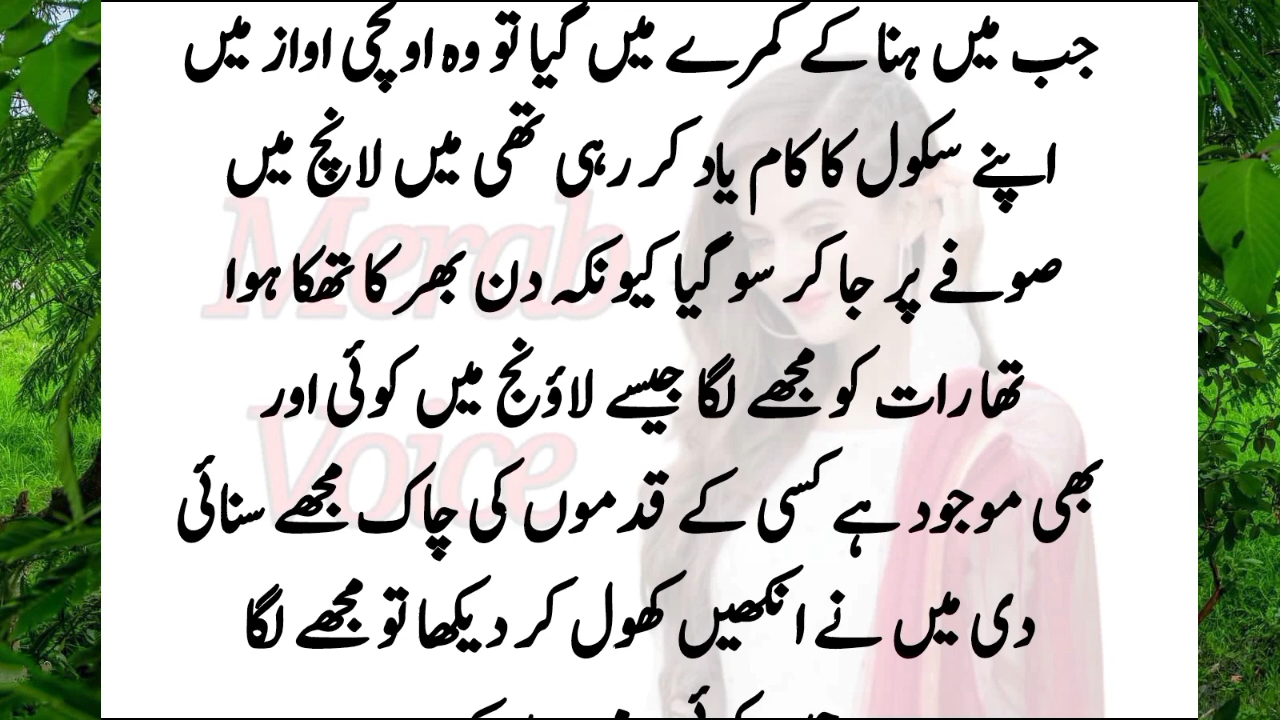 جب میں ہنا کے کمرے میں گیا تو وہ اونچی اواز میں
اپنے سکول کا کام یاد کر رہی تھی میں لانچ میں
صوفے پر جا کر سو گیا کیونکہ دن بھر کا تھکا ہوا
تھا رات کو مجھے لگا جیسے لاؤنج میں کوئی اور
بھی موجود ہے کسی کے قدموں کی چاک مجھے سنائی
دی میں نے انکھیں کھول کر دیکھا تو مجھے لگا
Merab
Voice